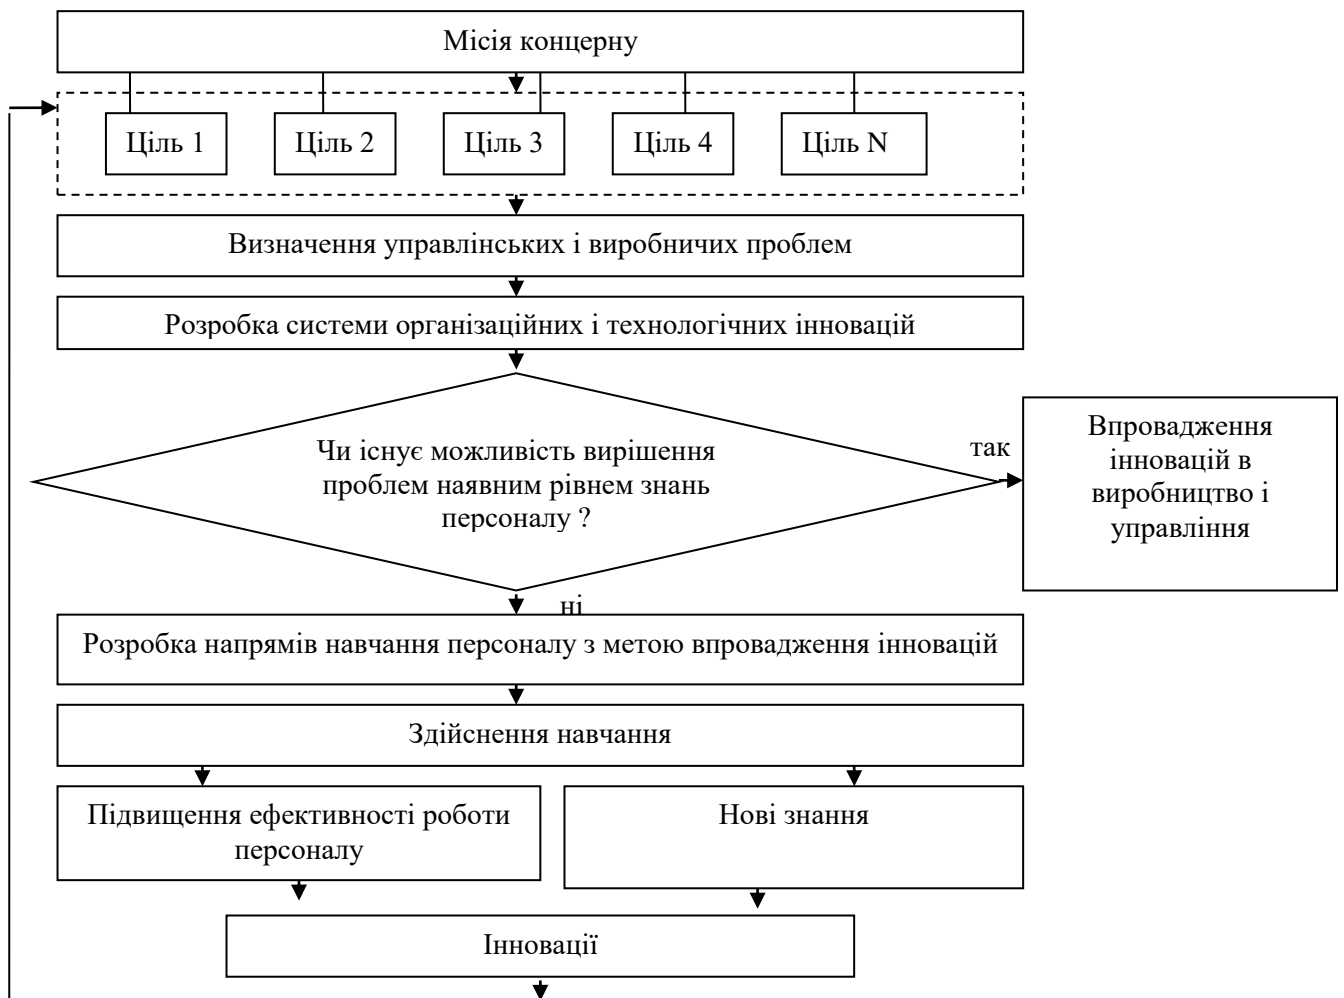 Місія концерну
Ціль 1
Ціль 2
Ціль 3
Ціль 4
Ціль N
Визначення управлінських і виробничих проблем
Розробка системи організаційних і технологічних інновацій
Чи існує можливість вирішення
проблем наявним рівнем знань
персоналу ?
так
Впровадження
інновацій в
виробництво і
управління
ні
Розробка напрямів навчання персоналу з метою впровадження інновацій
Здійснення навчання
Підвищення ефективності роботи
персоналу
Нові знання
Інновації